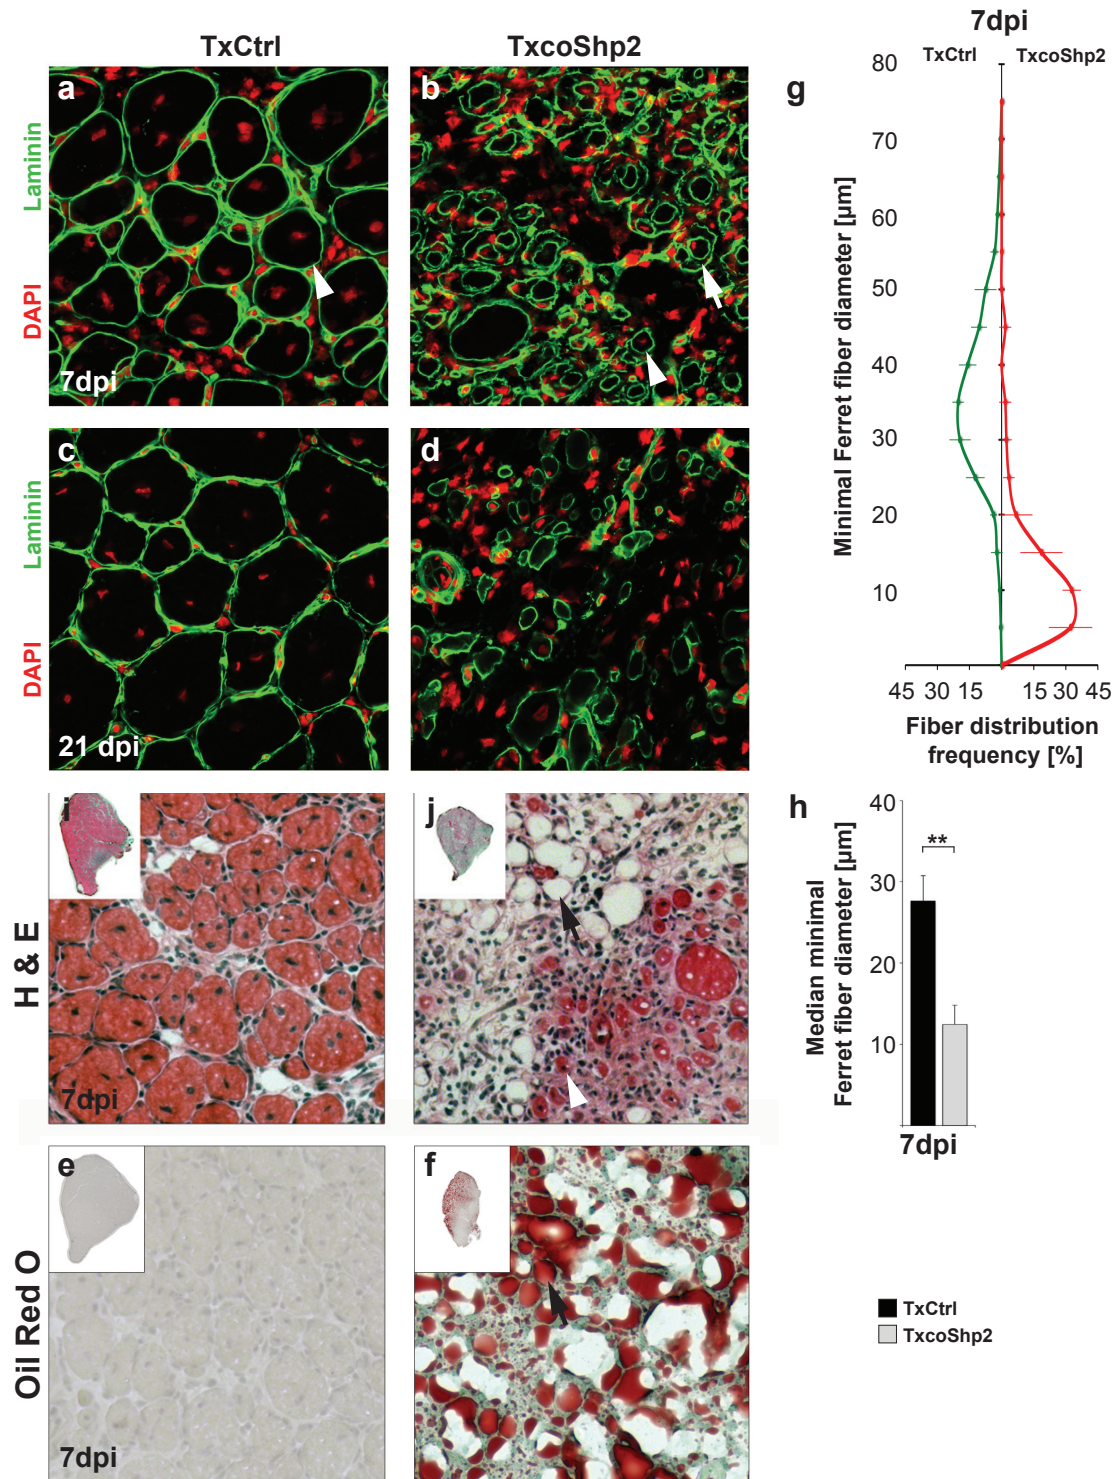 TxCtrl
TxcoShp2
Laminin
DAPI
a
7dpi
b
c
21 dpi
d
H & E
i
7dpi
j
Oil Red O
e
7dpi
f
g
7dpi
TxCtrl
TxcoShp2
Minimal Ferret fiber diameter [µm]
80
70
60
50
40
30
20
10
45 30 15 15 30 45
Fiber distribution
frequency [%]
Laminin
DAPI
h
Median minimal
Ferret fiber diameter [µm]
40
30
20
10
**
7dpi
TxCtrl
TxcoShp2